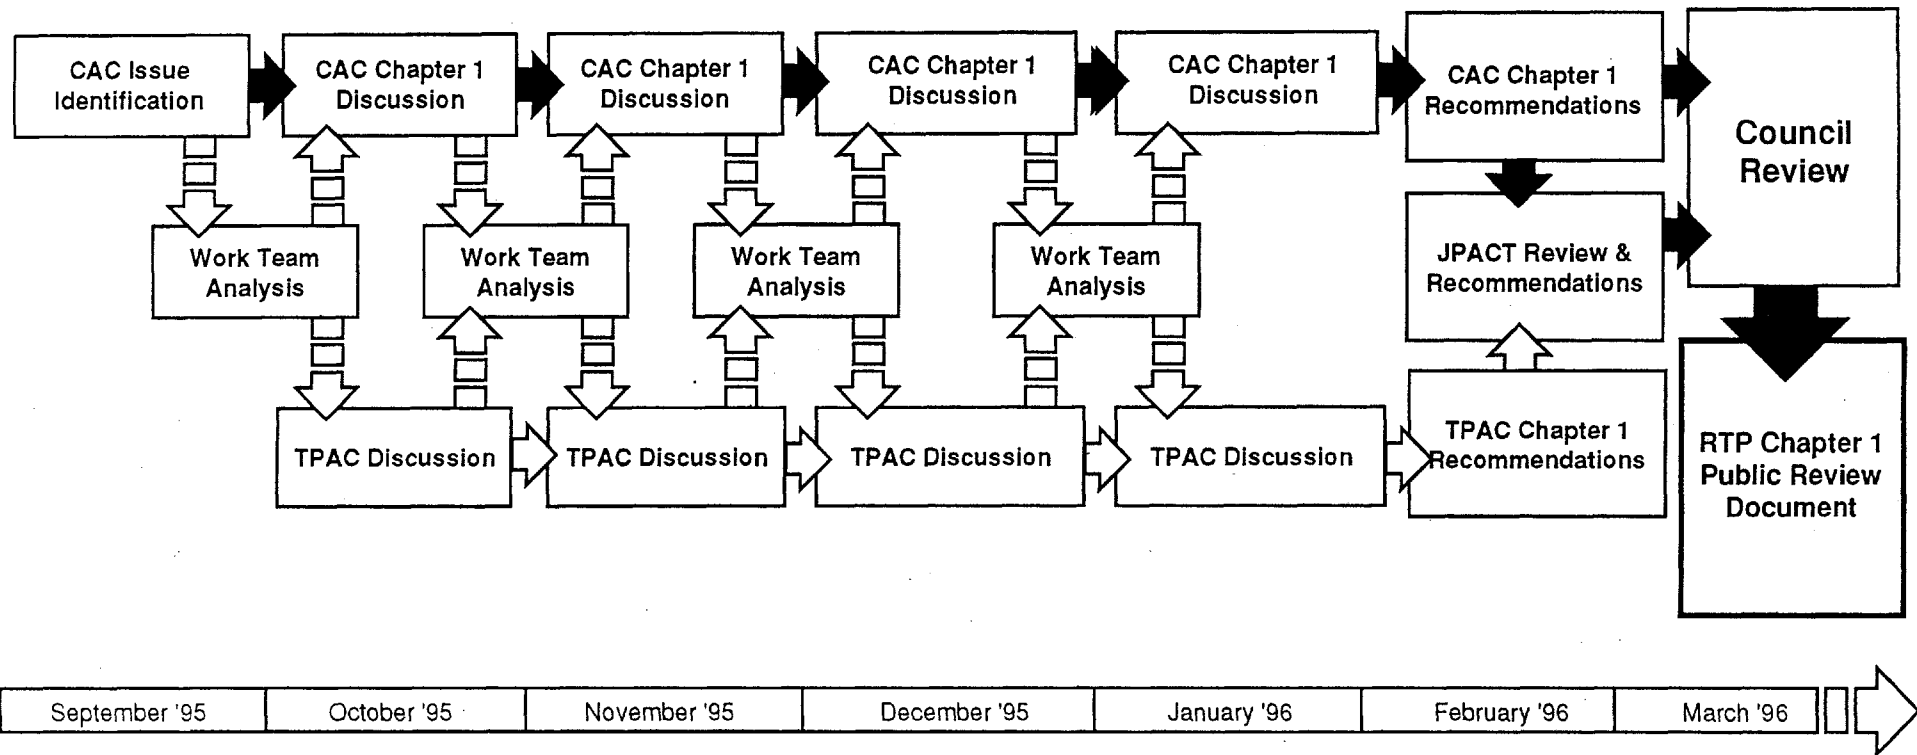 CAC Issue
Identification
CAC Chapter 1
Discussion
CAC Chapter 1
Discussion
CAC Chapter 1
Discussion
CAC Chapter 1
Discussion
CAC Chapter 1
Recommendations
Council
Review
Work Team
Analysis
Work Team
Analysis
Work Team
Analysis
Work Team
Analysis
JPACT Review &
Recommendations
TPAC Discussion
TPAC Discussion
TPAC Discussion
TPAC Discussion
TPAC Chapter 1
Recommendations
RTP Chapter 1
Public Review
Document
September '95
October '95
November '95
December '95
January '96
February '96
March '96